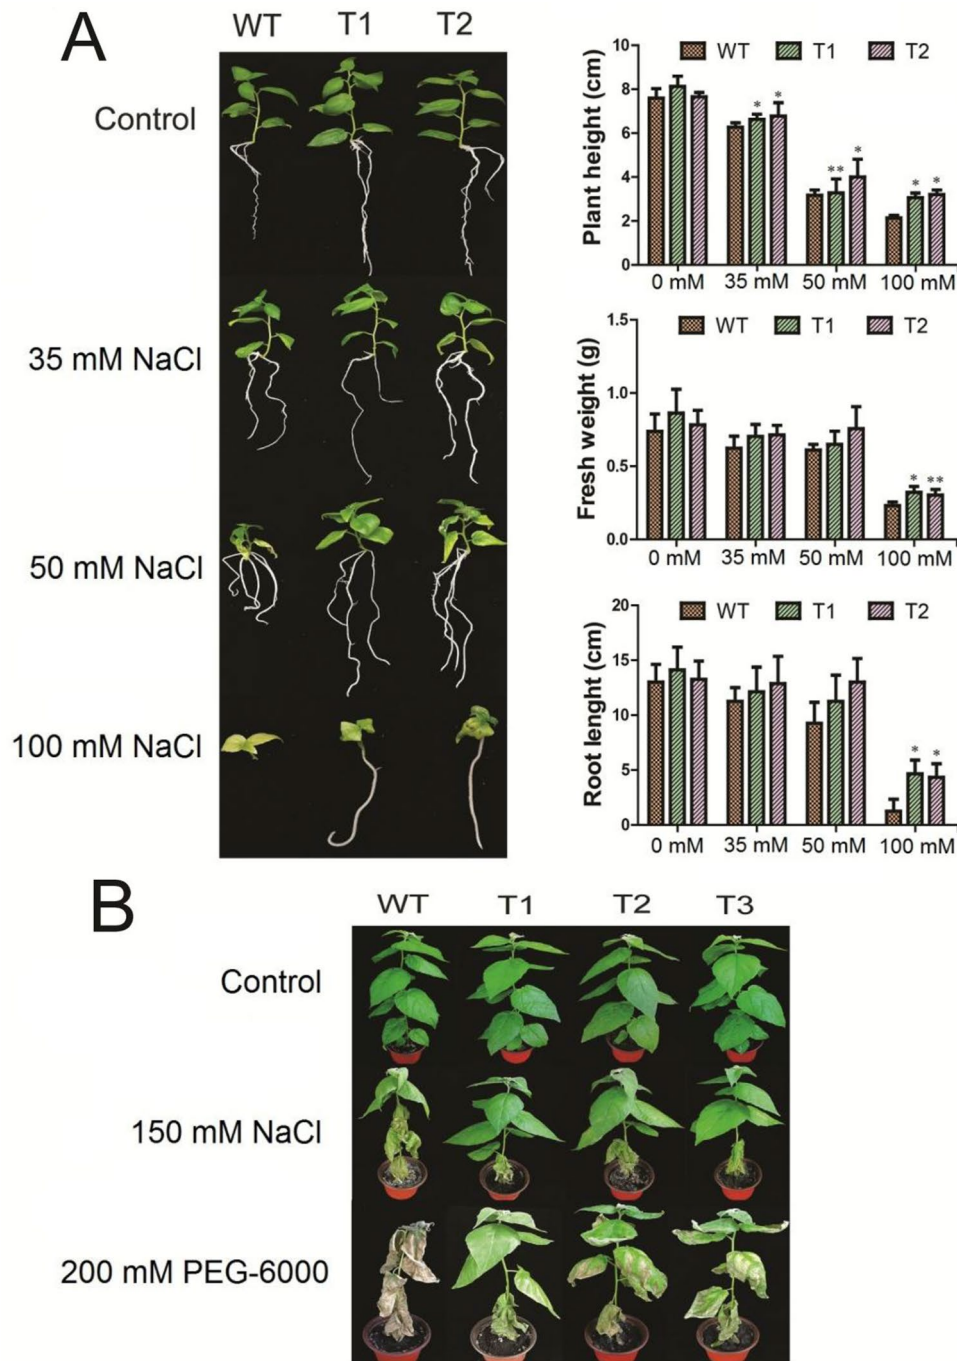 A
WT T1 T2
Control
35 mM NaCl
50 mM NaCl
100 mM NaCl
Plant height (cm)
10
8
6
4
2
0
WT T1 T2
* *
** *
* *
0 mM 35 mM 50 mM 100 mM
Fresh weight (g)
1.5
1.0
0.5
0.0
WT T1 T2
* **
0 mM 35 mM 50 mM 100 mM
Root lenght (cm)
20
15
10
5
0
WT T1 T2
* *
0 mM 35 mM 50 mM 100 mM
B
WT T1 T2 T3
Control
150 mM NaCl
200 mM PEG-6000